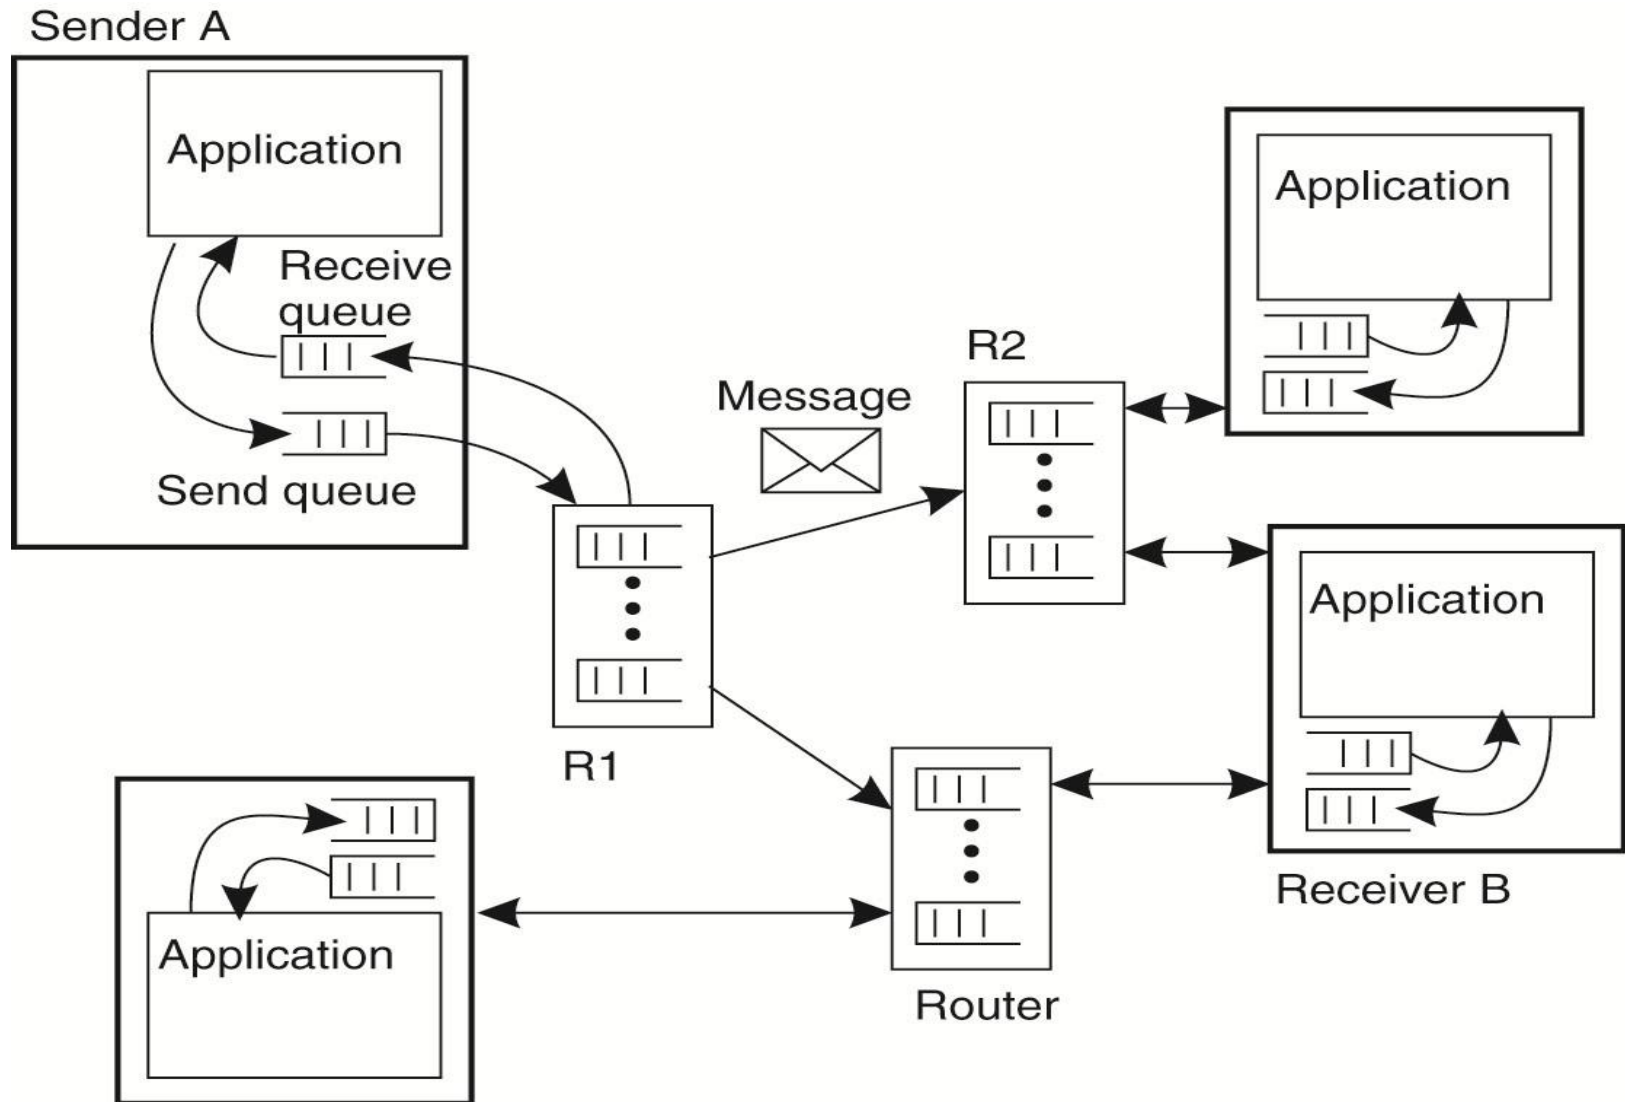 Sender A
Application
Receive
queue
Send queue
Message
R2
Application
R1
Application
Receiver B
Application
Router